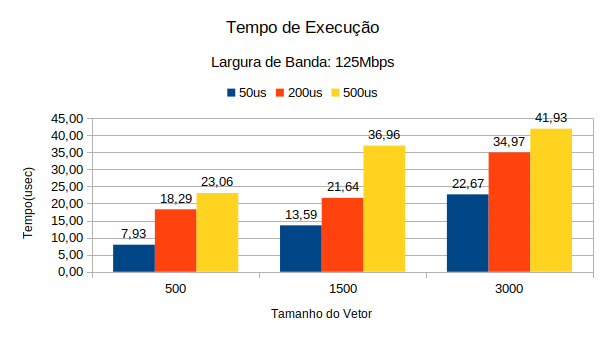 Tempo de Execução
Largura de Banda: 125Mbps
50us 200us 500us
45,00
40,00
35,00
30,00
25,00
20,00
15,00
10,00
5,00
0,00
Tempo(usec)
7,93 18,29 23,06
13,59 21,64 36,96
22,67 34,97 41,93
500 1500 3000
Tamanho do Vetor